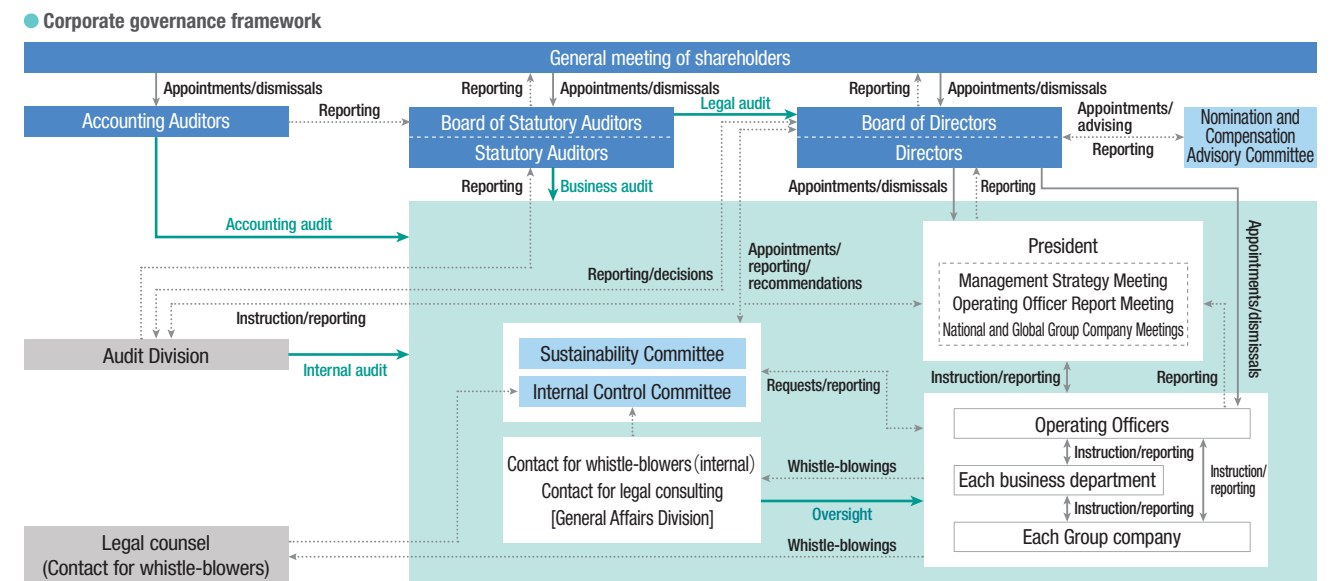 Corporate governance framework
General meeting of shareholders
Appointments/dismissals
Reporting
Appointments/dismissals
Reporting
Appointments/dismissals
Accounting Auditors
Reporting
Board of Statutory Auditors
Statutory Auditors
Legal audit
Board of Directors
Directors
Appointments/
advising
Reporting
Nomination and
Compensation
Advisory Committee
Reporting
Business audit
Appointments/dismissals
Reporting
Accounting audit
Appointments/dismissals
Reporting/decisions
Appointments/
reporting/
recommendations
President
Management Strategy Meeting
Operating Officer Report Meeting
National and Global Group Company Meetings
Instruction/reporting
Audit Division
Internal audit
Sustainability Committee
Internal Control Committee
Requests/reporting
Instruction/reporting
Reporting
Operating Officers
Instruction/reporting
Each business department
Instruction/
reporting
Instruction/reporting
Each Group company
Contact for whistle-blowers(internal)
Contact for legal consulting
[General Affairs Division]
Whistle-blowings
Oversight
Whistle-blowings
Legal counsel
(Contact for whistle-blowers)